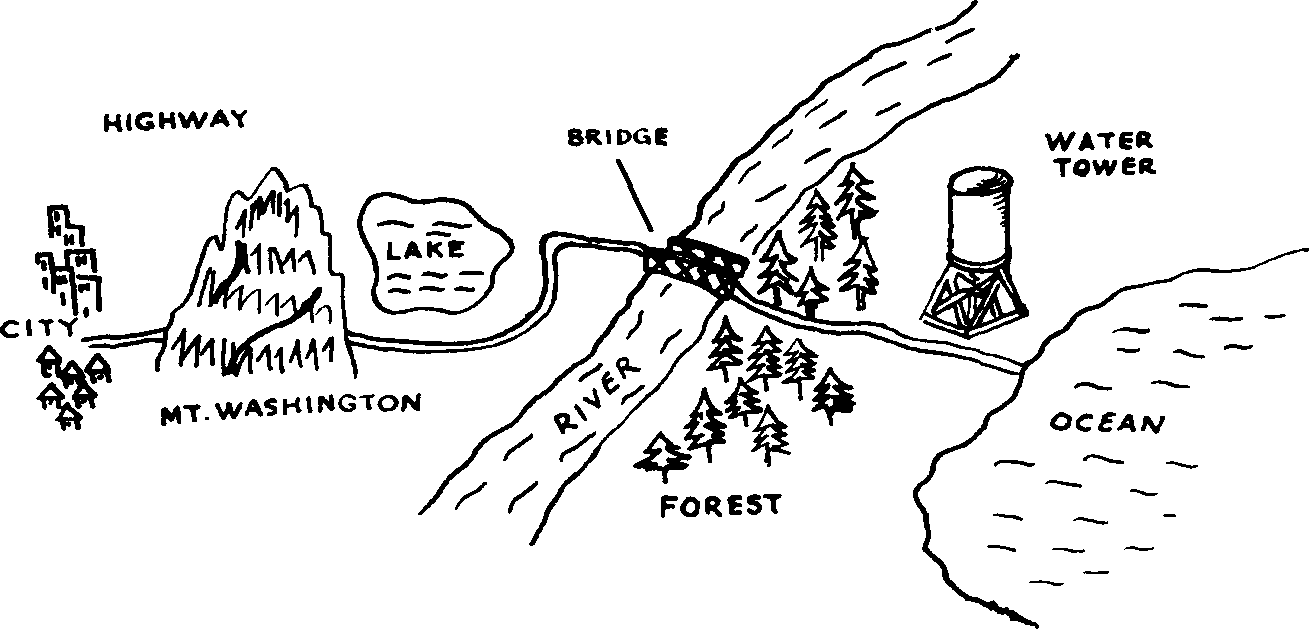 HIGHWAY
BRIDGE
WATER
TOWER
LAKE
CITY
MT. WASHINGTON
RIVER
OCEAN
FOREST